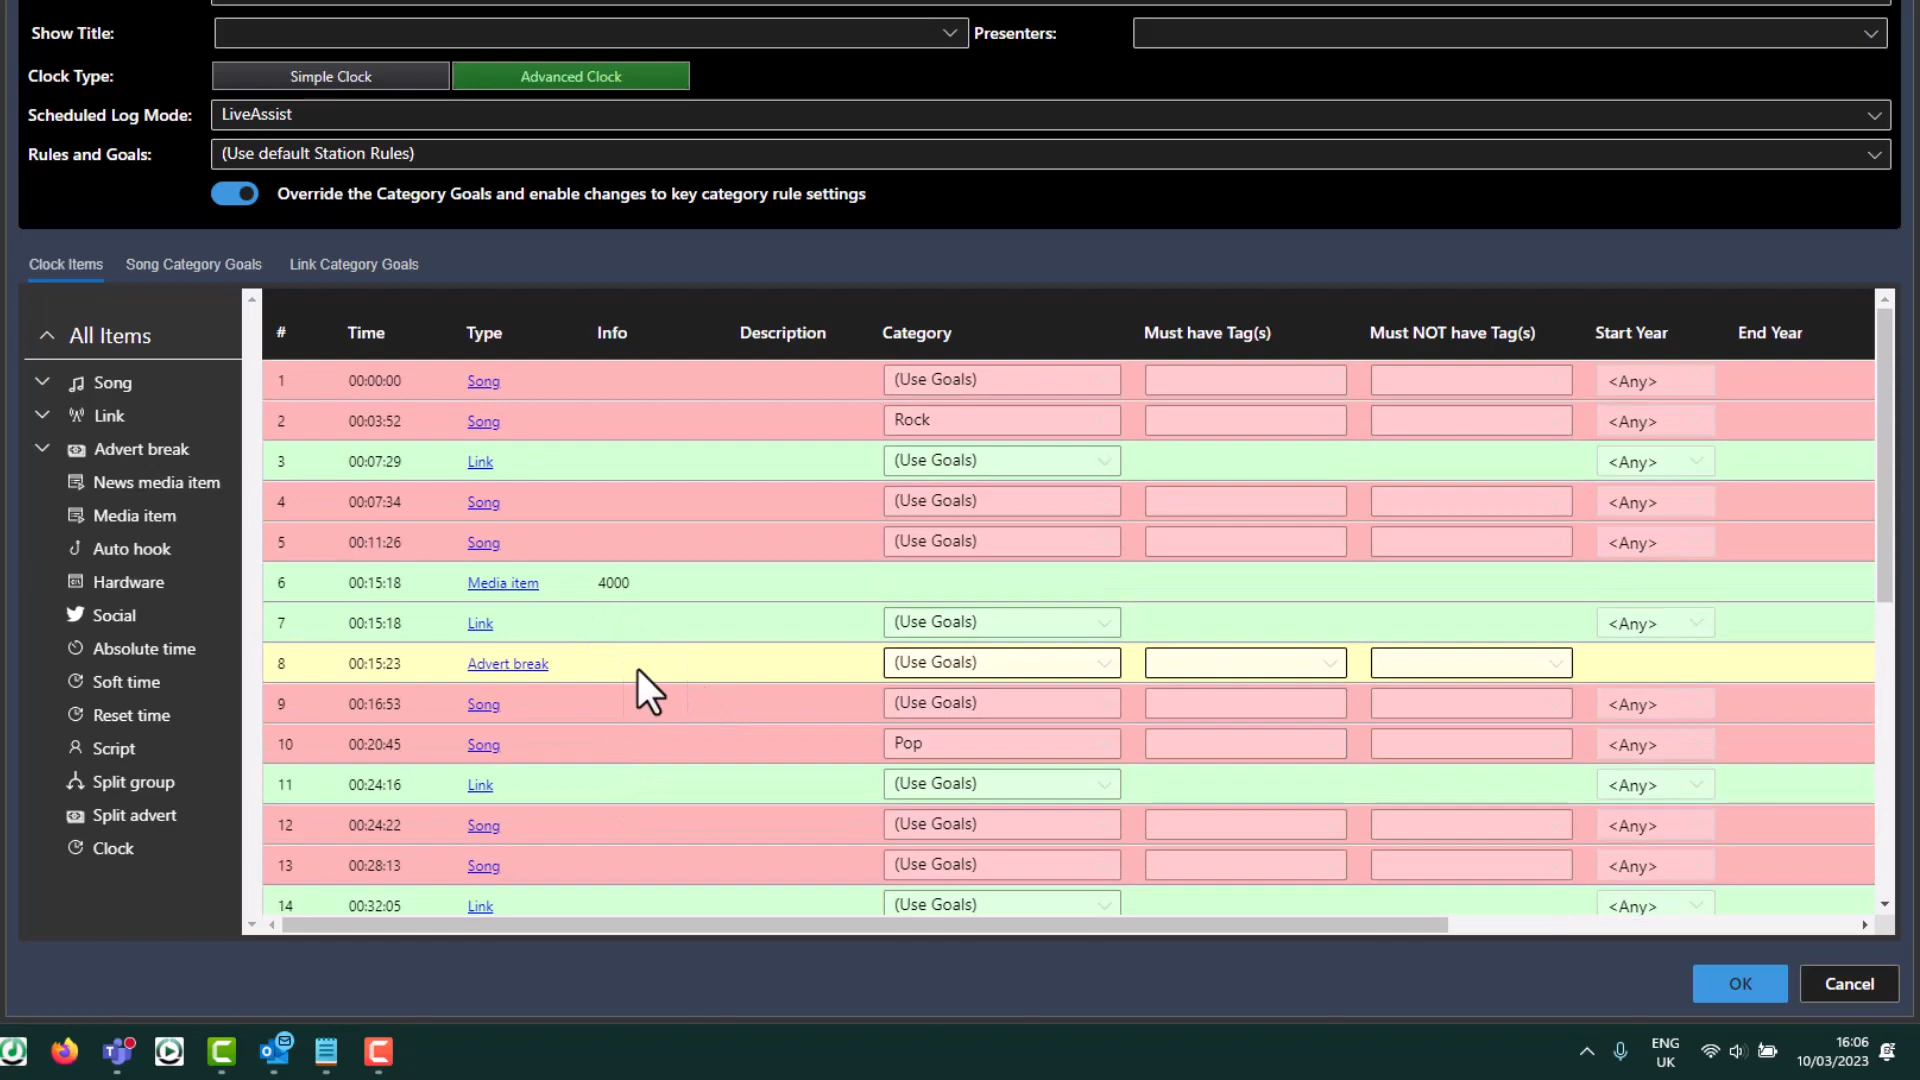 Show Title: Presenters:
Clock Type: Simple Clock Advanced Clock
Scheduled Log Mode: LiveAssist
Rules and Goals: (Use default Station Rules)
Override the Category Goals and enable changes to key category rule settings
Clock Items Song Category Goals Link Category Goals
All Items
Song
Link
Advert break
News media item
Media item
Auto hook
Hardware
Social
Absolute time
Soft time
Reset time
Script
Split group
Split advert
Clock
# Time Type Info Description Category Must have Tag(s) Must NOT have Tag(s) Start Year End Year
1 00:00:00 Song (Use Goals) <Any>
2 00:03:52 Song Rock <Any>
3 00:07:29 Link (Use Goals) <Any>
4 00:07:34 Song (Use Goals) <Any>
5 00:11:26 Song (Use Goals) <Any>
6 00:15:18 Media item 4000
7 00:15:18 Link (Use Goals) <Any>
8 00:15:23 Advert break (Use Goals)
9 00:16:53 Song (Use Goals) <Any>
10 00:20:45 Song Pop <Any>
11 00:24:16 Link (Use Goals) <Any>
12 00:24:22 Song (Use Goals) <Any>
13 00:28:13 Song (Use Goals) <Any>
14 00:32:05 Link (Use Goals) <Any>
OK Cancel
ENG
UK
16:06
10/03/2023